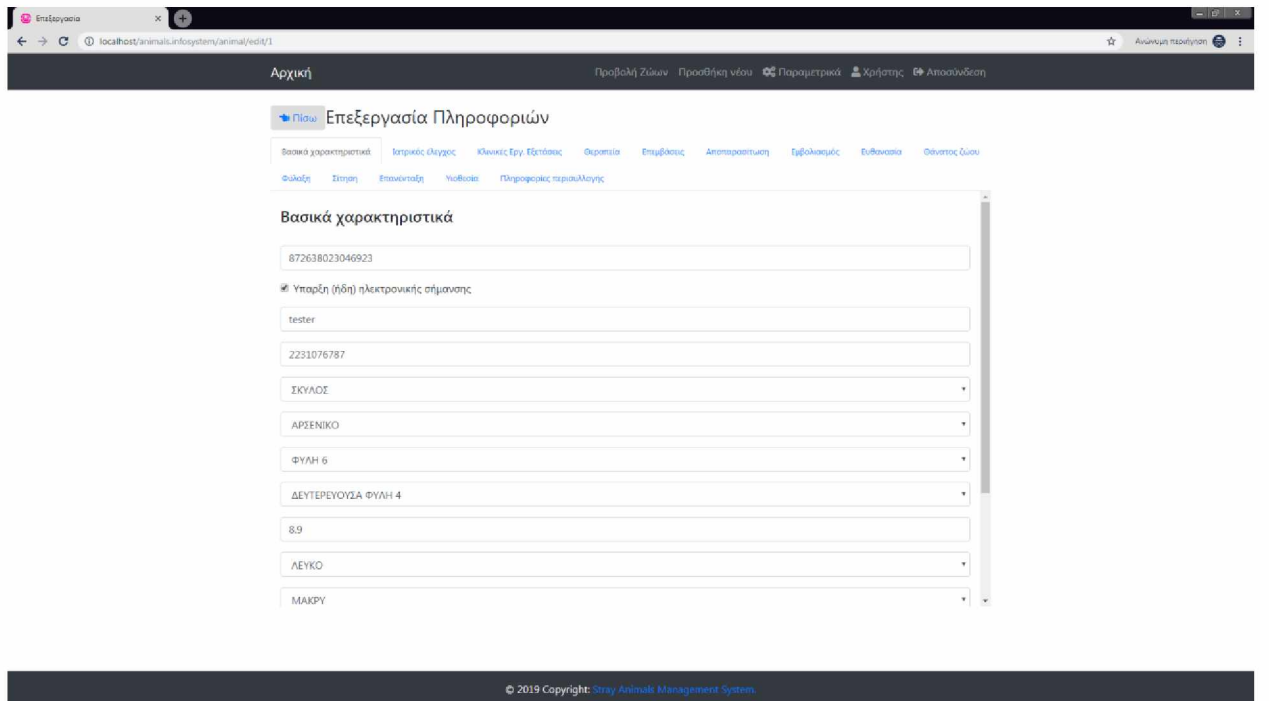 Επεξεργασία
localhost/animals.infosystem/animal/edit/1
Ανώνυμη περιήγηση
Αρχική Προβολή Ζώων Προσθήκη νέου Παραμετρικά Χρήστης Αποσύνδεση
Πίσω Επεξεργασία Πληροφοριών
Βασικά χαρακτηριστικά Ιατρικός έλεγχος Κλινικές Εργ. Εξετάσεις Θεραπεία Επεμβάσεις Αποπαρασίτωση Εμβολιασμός Ευθανασία Θάνατος ζώου
Φύλαξη Σίτηση Επανένταξη Υιοθεσία Πληροφορίες περισυλλογής
Βασικά χαρακτηριστικά
872638023046923
Υπαρξη (ήδη) ηλεκτρονικής σήμανσης
tester
2231076787
ΣΚΥΛΟΣ
ΑΡΣΕΝΙΚΟ
ΦΥΛΗ 6
ΔΕΥΤΕΡΕΥΟΥΣΑ ΦΥΛΗ 4
8.9
ΛΕΥΚΟ
ΜΑΚΡΥ
© 2019 Copyright: Stray Animals Management System.